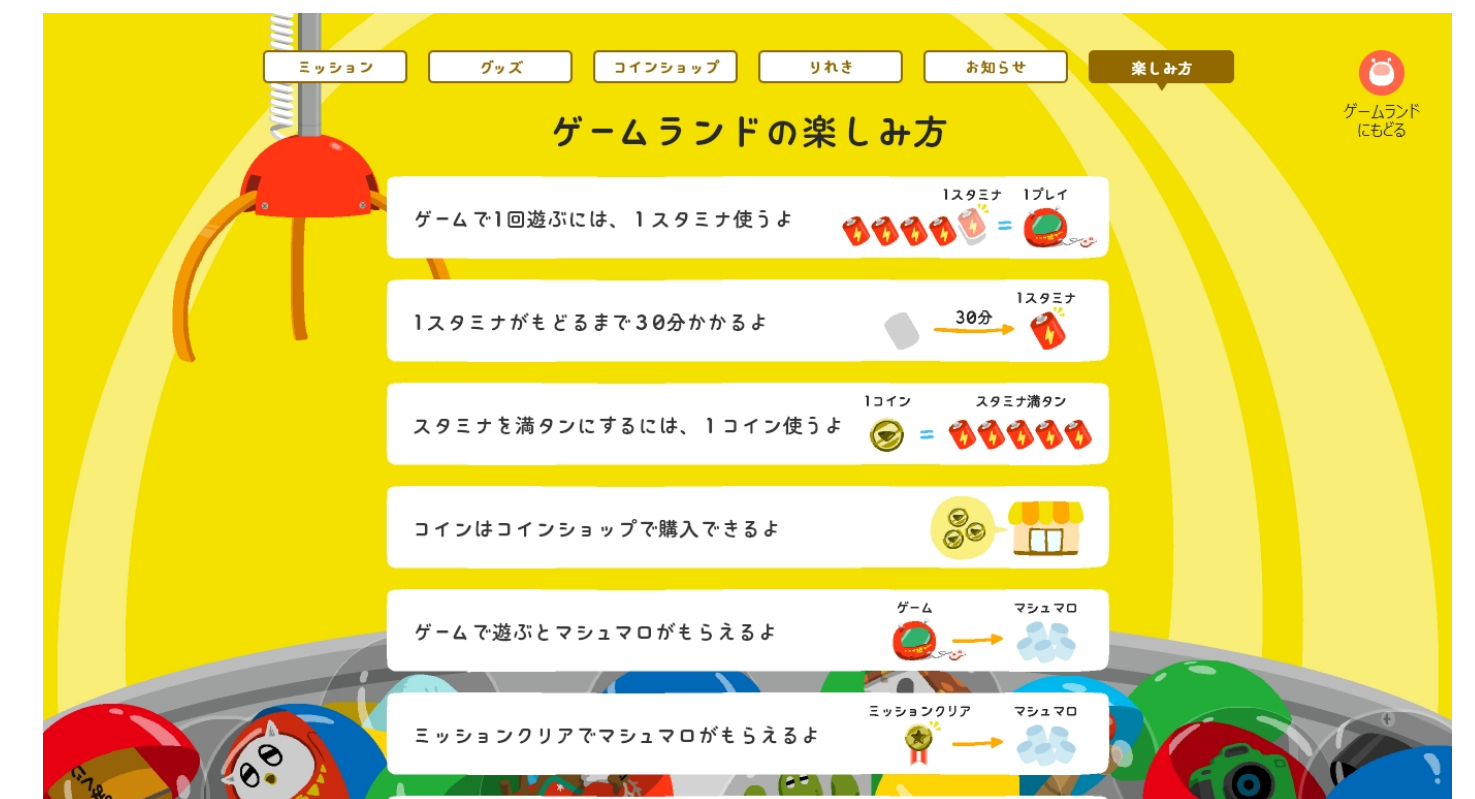 ミッション
グッズ
コインショップ
りれき
お知らせ
楽しみ方
ゲームランド
にもどる
ゲームランドの楽しみ方
ゲームで1回遊ぶには、1スタミナ使うよ
1スタミナ 1プレイ
=
1スタミナがもどるまで30分かかるよ
30分
1スタミナ
スタミナを満タンにするには、1コイン使うよ
1コイン スタミナ満タン
=
コインはコインショップで購入できるよ
ゲームで遊ぶとマシュマロがもらえるよ
ゲーム マシュマロ
ミッションクリアでマシュマロがもらえるよ
ミッションクリア マシュマロ